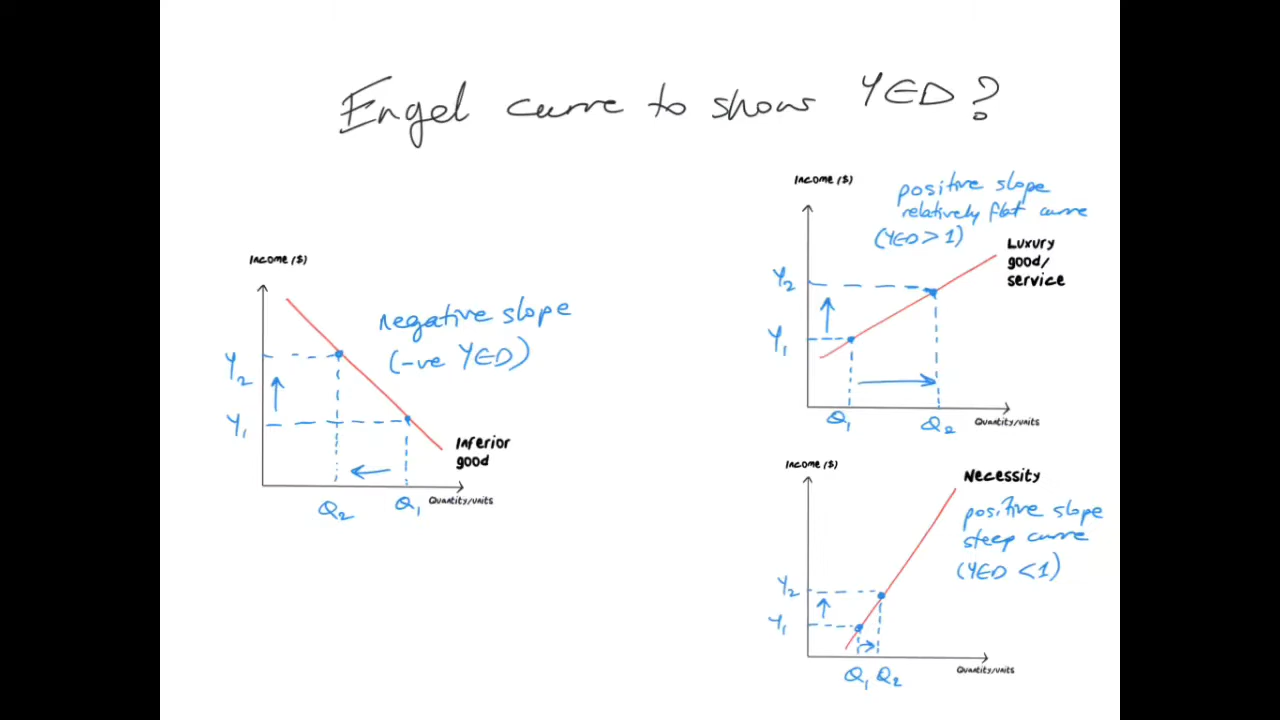 Engel curve to show YED?
Income ($)
negative slope
(-ve YED)
Y2
Y1
Inferior
good
Q2
Q1
Quantity/units
Income ($)
positive slope
relatively flat curve
(YED > 1)
Luxury
good/
service
Y2
Y1
Q1
Q2
Quantity/units
Income ($)
Necessity
positive slope
steep curve
(YED < 1)
Y2
Y1
Q1 Q2
Quantity/units